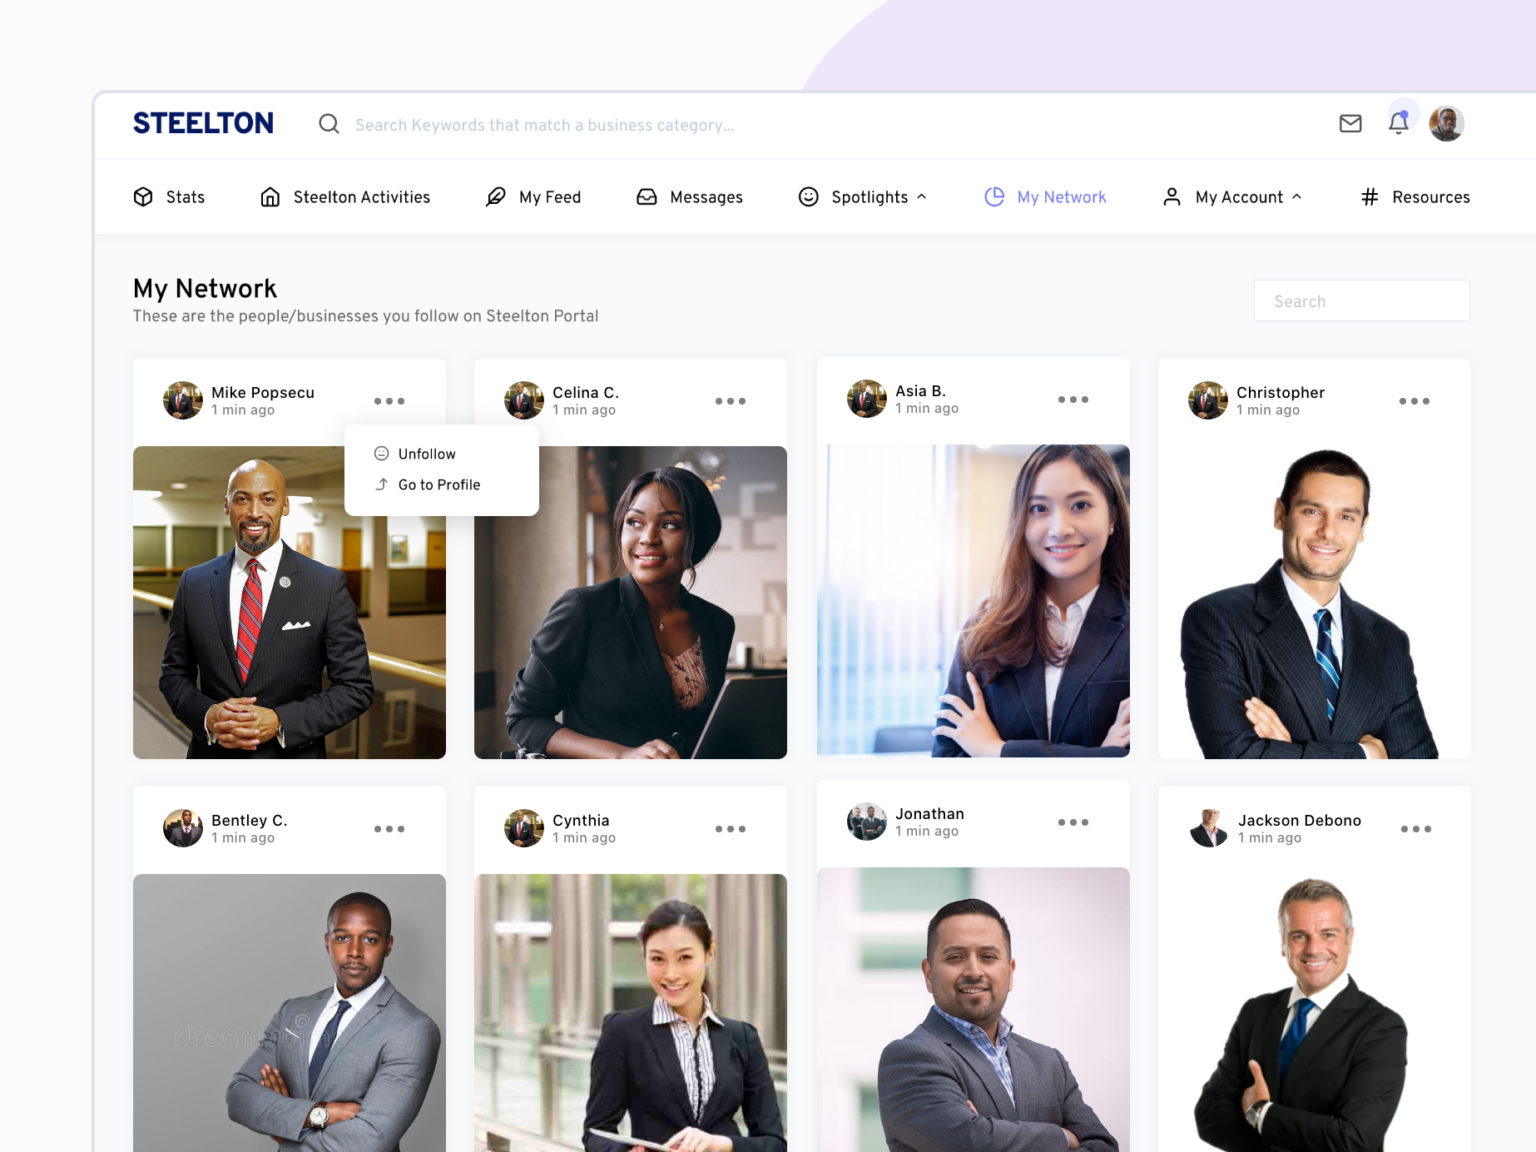 STEELTON
Search Keywords that match a business category...
Stats
Steelton Activities
My Feed
Messages
Spotlights
My Network
My Account
Resources
My Network
These are the people/businesses you follow on Steelton Portal
Search
Mike Popsecu
1 min ago
Celina C.
1 min ago
Asia B.
1 min ago
Christopher
1 min ago
Unfollow
Go to Profile
Bentley C.
1 min ago
Cynthia
1 min ago
Jonathan
1 min ago
Jackson Debono
1 min ago